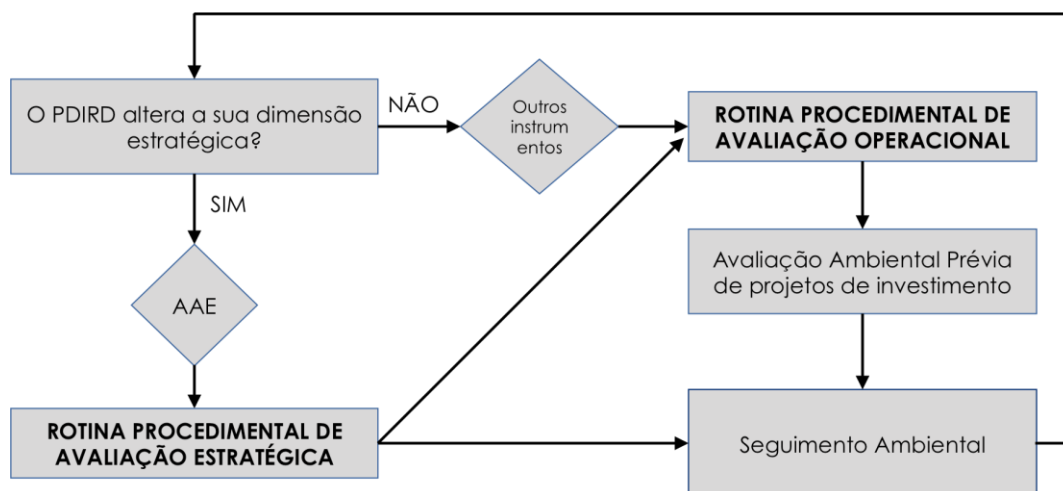 O PDIRD altera a sua dimensão
estratégica?
NÃO
Outros
instrum
entos
ROTINA PROCEDIMENTAL DE
AVALIAÇÃO OPERACIONAL
SIM
AAE
Avaliação Ambiental Prévia
de projetos de investimento
ROTINA PROCEDIMENTAL DE
AVALIAÇÃO ESTRATÉGICA
Seguimento Ambiental